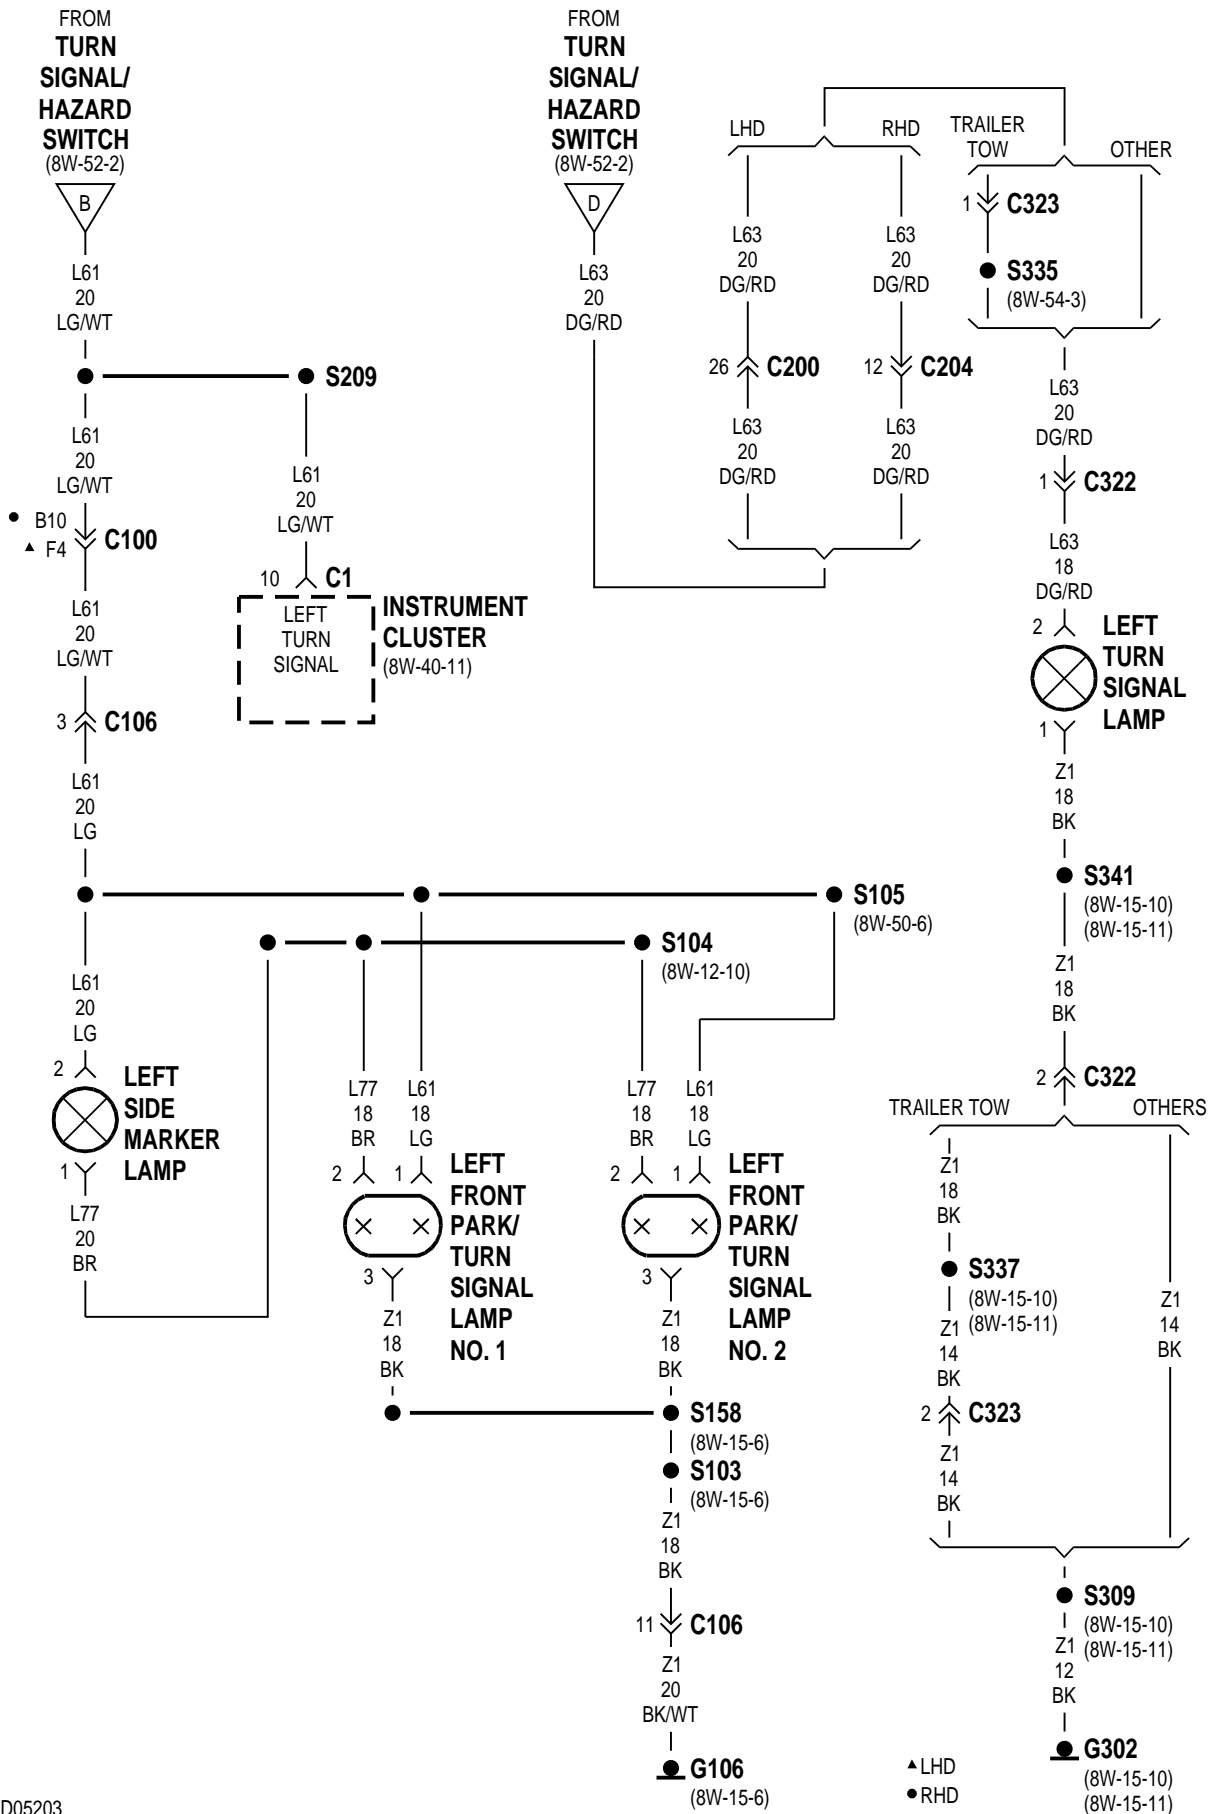 FROM
TURN
SIGNAL/
HAZARD
SWITCH
(8W-52-2)
B
L61
20
LG/WT
S209
L61
20
LG/WT
● B10
▲ F4
C100
L61
20
LG/WT
10
C1
LEFT
TURN
SIGNAL
INSTRUMENT
CLUSTER
(8W-40-11)
L61
20
LG/WT
3
C106
L61
20
LG
FROM
TURN
SIGNAL/
HAZARD
SWITCH
(8W-52-2)
D
L63
20
DG/RD
LHD
RHD
L63
20
DG/RD
L63
20
DG/RD
26
C200
12
C204
L63
20
DG/RD
L63
20
DG/RD
TRAILER
TOW
OTHER
1
C323
S335
(8W-54-3)
L63
20
DG/RD
1
C322
L63
18
DG/RD
2
LEFT
TURN
SIGNAL
LAMP
1
Z1
18
BK
S341
(8W-15-10)
(8W-15-11)
Z1
18
BK
2
C322
S105
(8W-50-6)
S104
(8W-12-10)
L61
20
LG
2
LEFT
SIDE
MARKER
LAMP
1
L77
20
BR
L77
18
BR
L61
18
LG
2
1
LEFT
FRONT
PARK/
TURN
SIGNAL
LAMP
NO. 1
3
Z1
18
BK
L77
18
BR
L61
18
LG
2
1
LEFT
FRONT
PARK/
TURN
SIGNAL
LAMP
NO. 2
3
Z1
18
BK
S158
(8W-15-6)
S103
(8W-15-6)
Z1
18
BK
11
C106
Z1
20
BK/WT
G106
(8W-15-6)
TRAILER TOW
OTHERS
Z1
18
BK
S337
(8W-15-10)
(8W-15-11)
Z1
14
BK
2
C323
Z1
14
BK
Z1
14
BK
S309
(8W-15-10)
(8W-15-11)
Z1
12
BK
G302
(8W-15-10)
(8W-15-11)
▲ LHD
● RHD
D05203